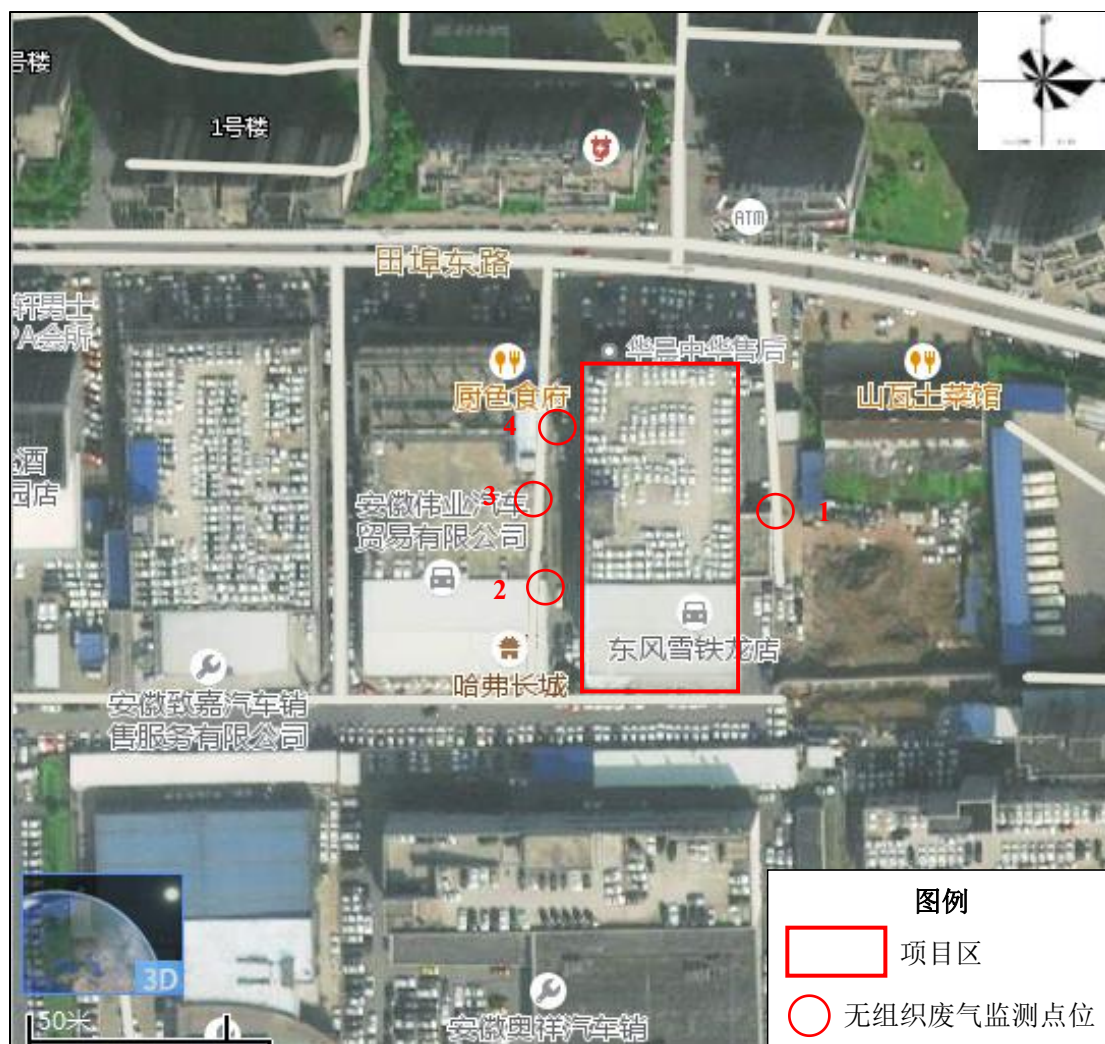 号楼
1号楼
ATM
田埠东路
轩男士
PA会所
华晨中华售后
厨色食府
山瓦土菜馆
4
酒
园店
3
安徽伟业汽车
贸易有限公司
1
2
东风雪铁龙店
哈弗长城
安徽致嘉汽车销
售服务有限公司
图例
项目区
无组织废气监测点位
3D
50米
安徽奥祥汽车销